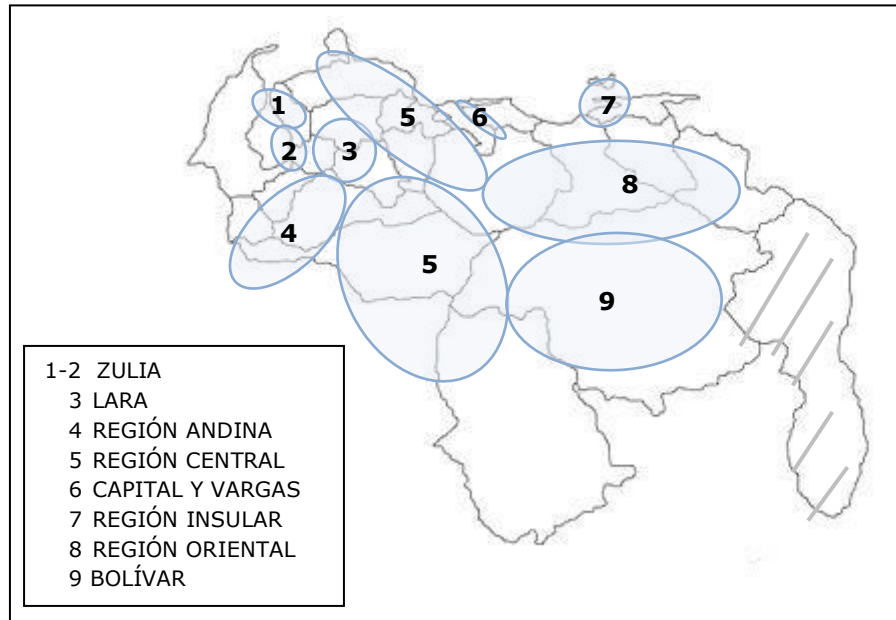 1
2
3
5
6
7
8
4
5
9
1-2 ZULIA
3 LARA
4 REGIÓN ANDINA
5 REGIÓN CENTRAL
6 CAPITAL Y VARGAS
7 REGIÓN INSULAR
8 REGIÓN ORIENTAL
9 BOLÍVAR